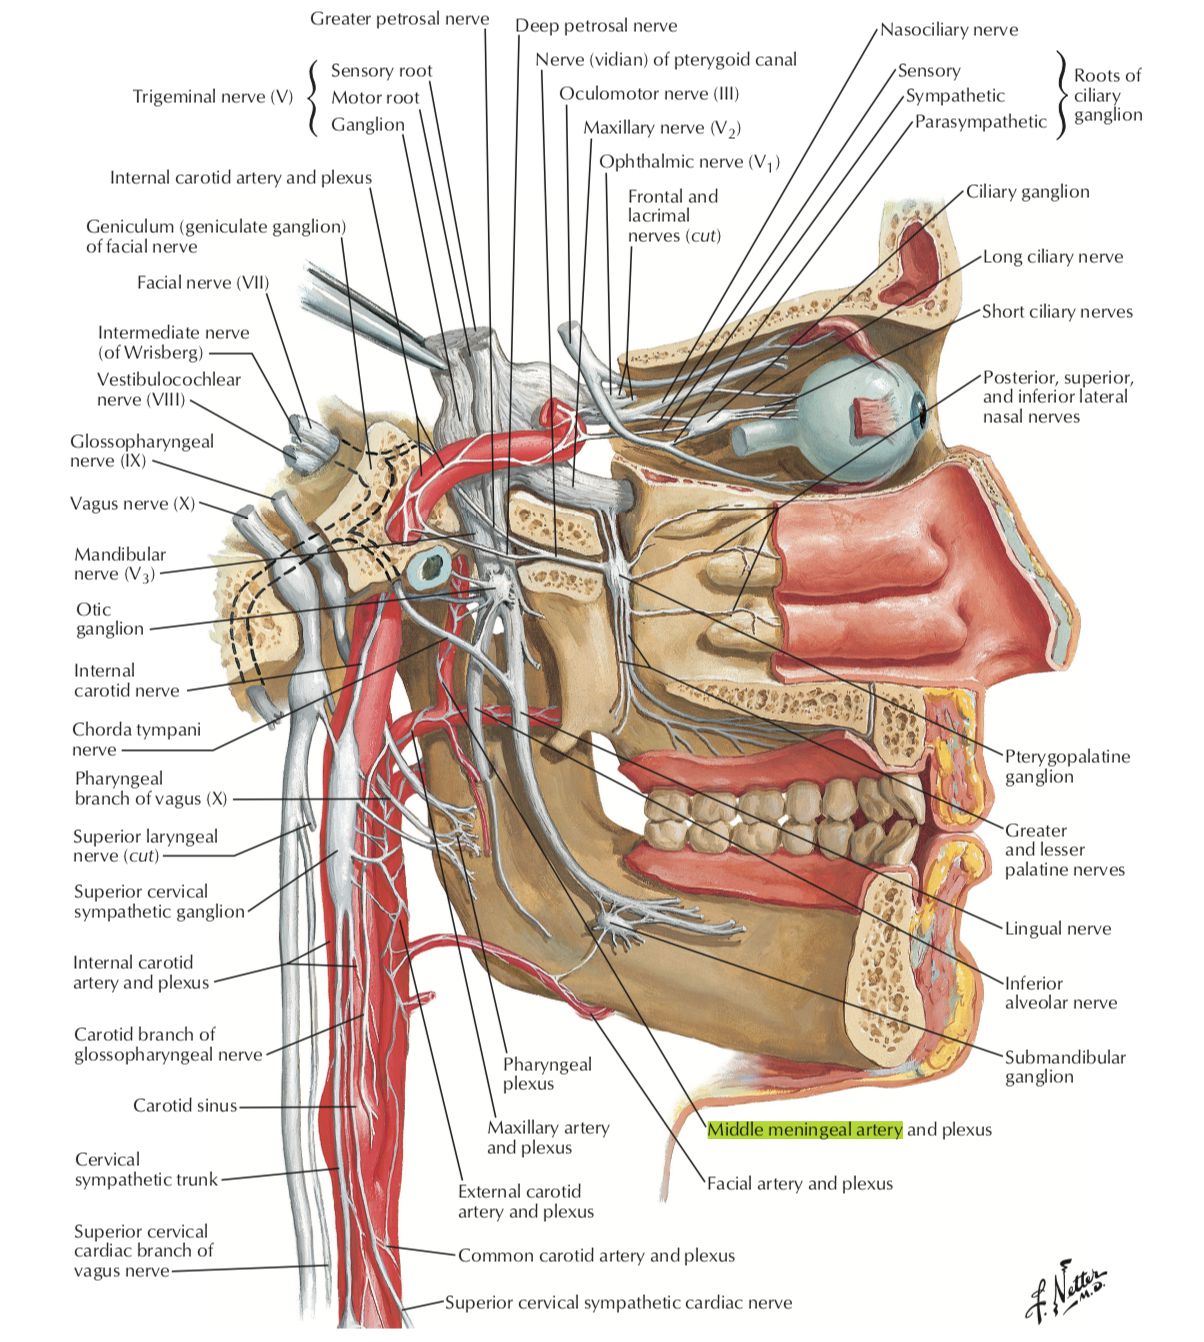 Greater petrosal nerve
Deep petrosal nerve
Nerve (vidian) of pterygoid canal
Oculomotor nerve (III)
Maxillary nerve (V2)
Ophthalmic nerve (V1)
Frontal and
lacrimal
nerves (cut)
Trigeminal nerve (V)
Sensory root
Motor root
Ganglion
Internal carotid artery and plexus
Geniculum (geniculate ganglion)
of facial nerve
Facial nerve (VII)
Intermediate nerve
(of Wrisberg)
Vestibulocochlear
nerve (VIII)
Glossopharyngeal
nerve (IX)
Vagus nerve (X)
Mandibular
nerve (V3)
Otic
ganglion
Internal
carotid nerve
Chorda tympani
nerve
Pharyngeal
branch of vagus (X)
Superior laryngeal
nerve (cut)
Superior cervical
sympathetic ganglion
Internal carotid
artery and plexus
Carotid branch of
glossopharyngeal nerve
Carotid sinus
Cervical
sympathetic trunk
Superior cervical
cardiac branch of
vagus nerve
Nasociliary nerve
Sensory
Sympathetic
Parasympathetic
Roots of
ciliary
ganglion
Ciliary ganglion
Long ciliary nerve
Short ciliary nerves
Posterior, superior,
and inferior lateral
nasal nerves
Pterygopalatine
ganglion
Greater
and lesser
palatine nerves
Lingual nerve
Inferior
alveolar nerve
Submandibular
ganglion
Middle meningeal artery and plexus
Facial artery and plexus
Pharyngeal
plexus
Maxillary artery
and plexus
External carotid
artery and plexus
Common carotid artery and plexus
Superior cervical sympathetic cardiac nerve
F. Netter
M.D.